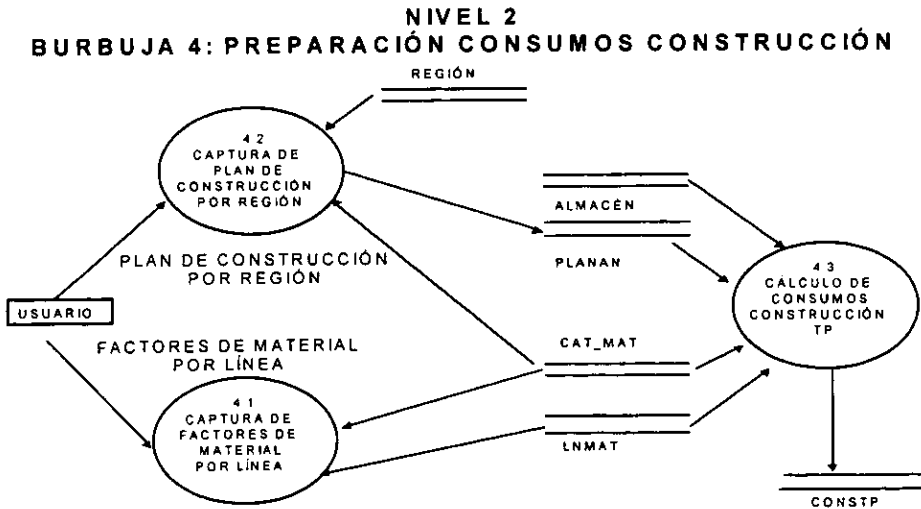 NIVEL 2
BURBUJA 4: PREPARACIÓN CONSUMOS CONSTRUCCIÓN
REGIÓN
4 2
CAPTURA DE
PLAN DE
CONSTRUCCIÓN
POR REGIÓN
ALMACÉN
PLANAN
PLAN DE CONSTRUCCIÓN
POR REGIÓN
4 3
CÁLCULO DE
CONSUMOS
CONSTRUCCIÓN
TP
USUARIO
FACTORES DE MATERIAL
POR LÍNEA
CAT_MAT
4 1
CAPTURA DE
FACTORES DE
MATERIAL
POR LÍNEA
LNMAT
CONSTP